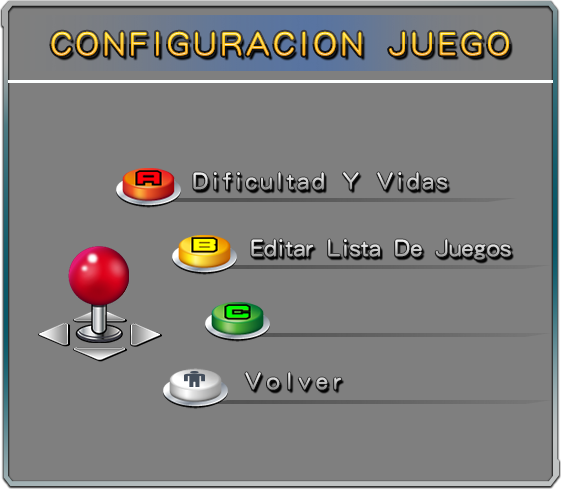 CONFIGURACION JUEGO
A Dificultad Y Vidas
B Editar Lista De Juegos
C
Volver